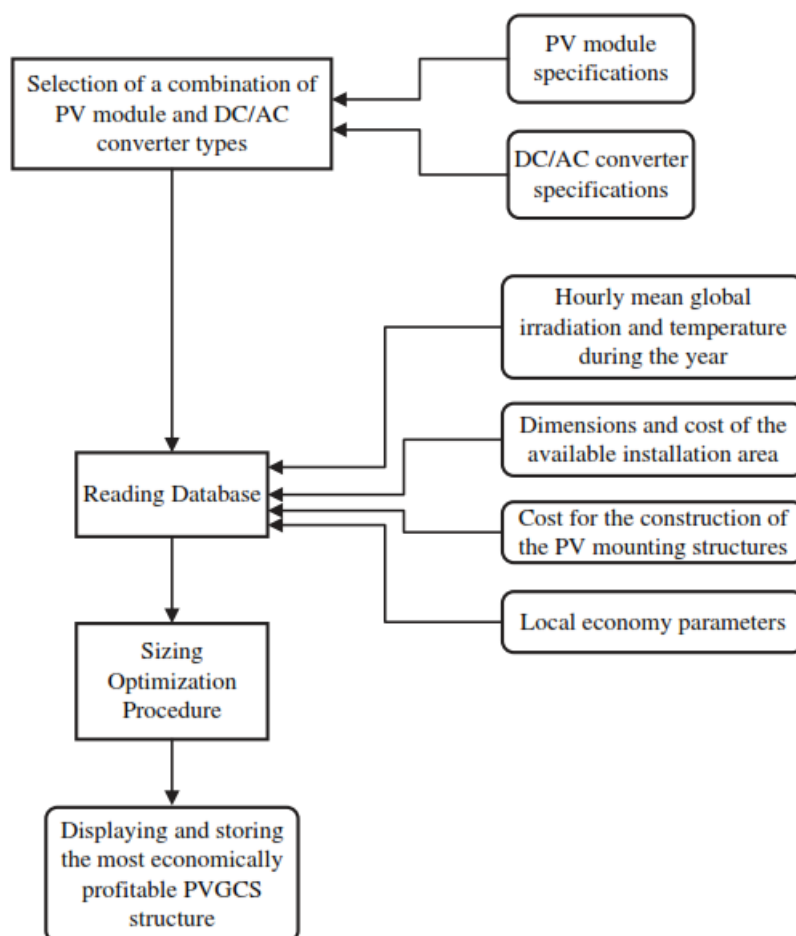 PV module
specifications
Selection of a combination of
PV module and DC/AC
converter types
DC/AC converter
specifications
Hourly mean global
irradiation and temperature
during the year
Dimensions and cost of the
available installation area
Reading Database
Cost for the construction of
the PV mounting structures
Local economy parameters
Sizing
Optimization
Procedure
Displaying and storing
the most economically
profitable PVGCS
structure